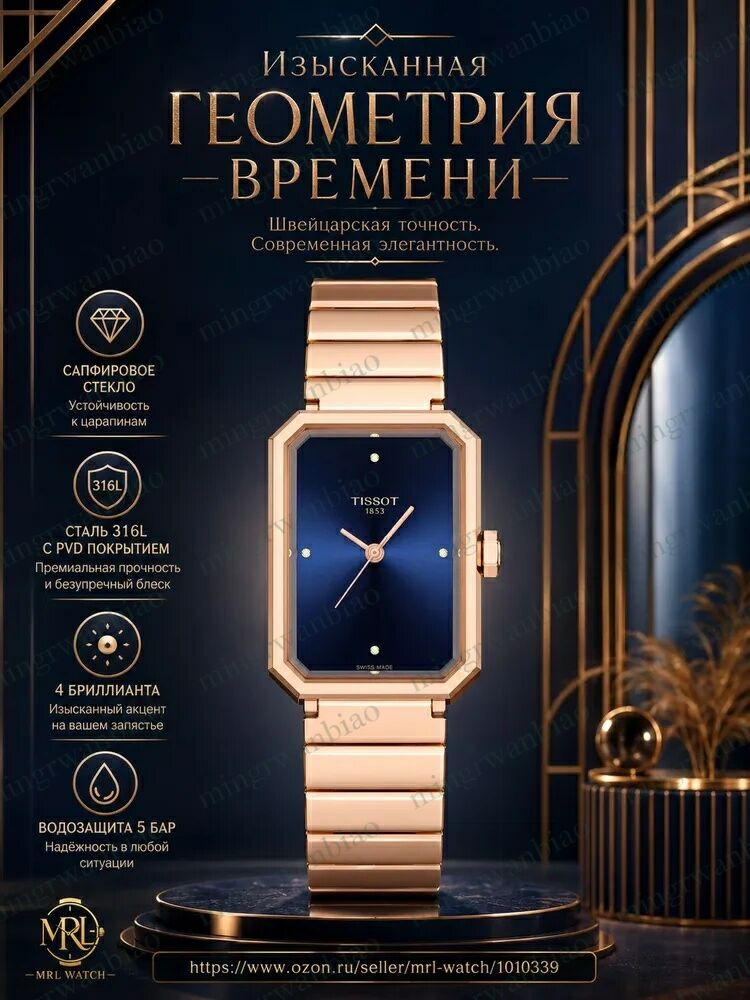 Изысканная
ГЕОМЕТРИЯ
ВРЕМЕНИ
Швейцарская точность.
Современная элегантность.
САПФИРОВОЕ
СТЕКЛО
Устойчивость
к царапинам
316L
СТАЛЬ 316L
С PVD ПОКРЫТИЕМ
Премиальная прочность
и безупречный блеск
4 БРИЛЛИАНТА
Изысканный акцент
на вашем запястье
ВОДОЗАЩИТА 5 БАР
Надёжность в любой
ситуации
TISSOT
1853
SWISS MADE
MRL
MRL WATCH
https://www.ozon.ru/seller/mrl-watch/1010339
mingrwanbiao